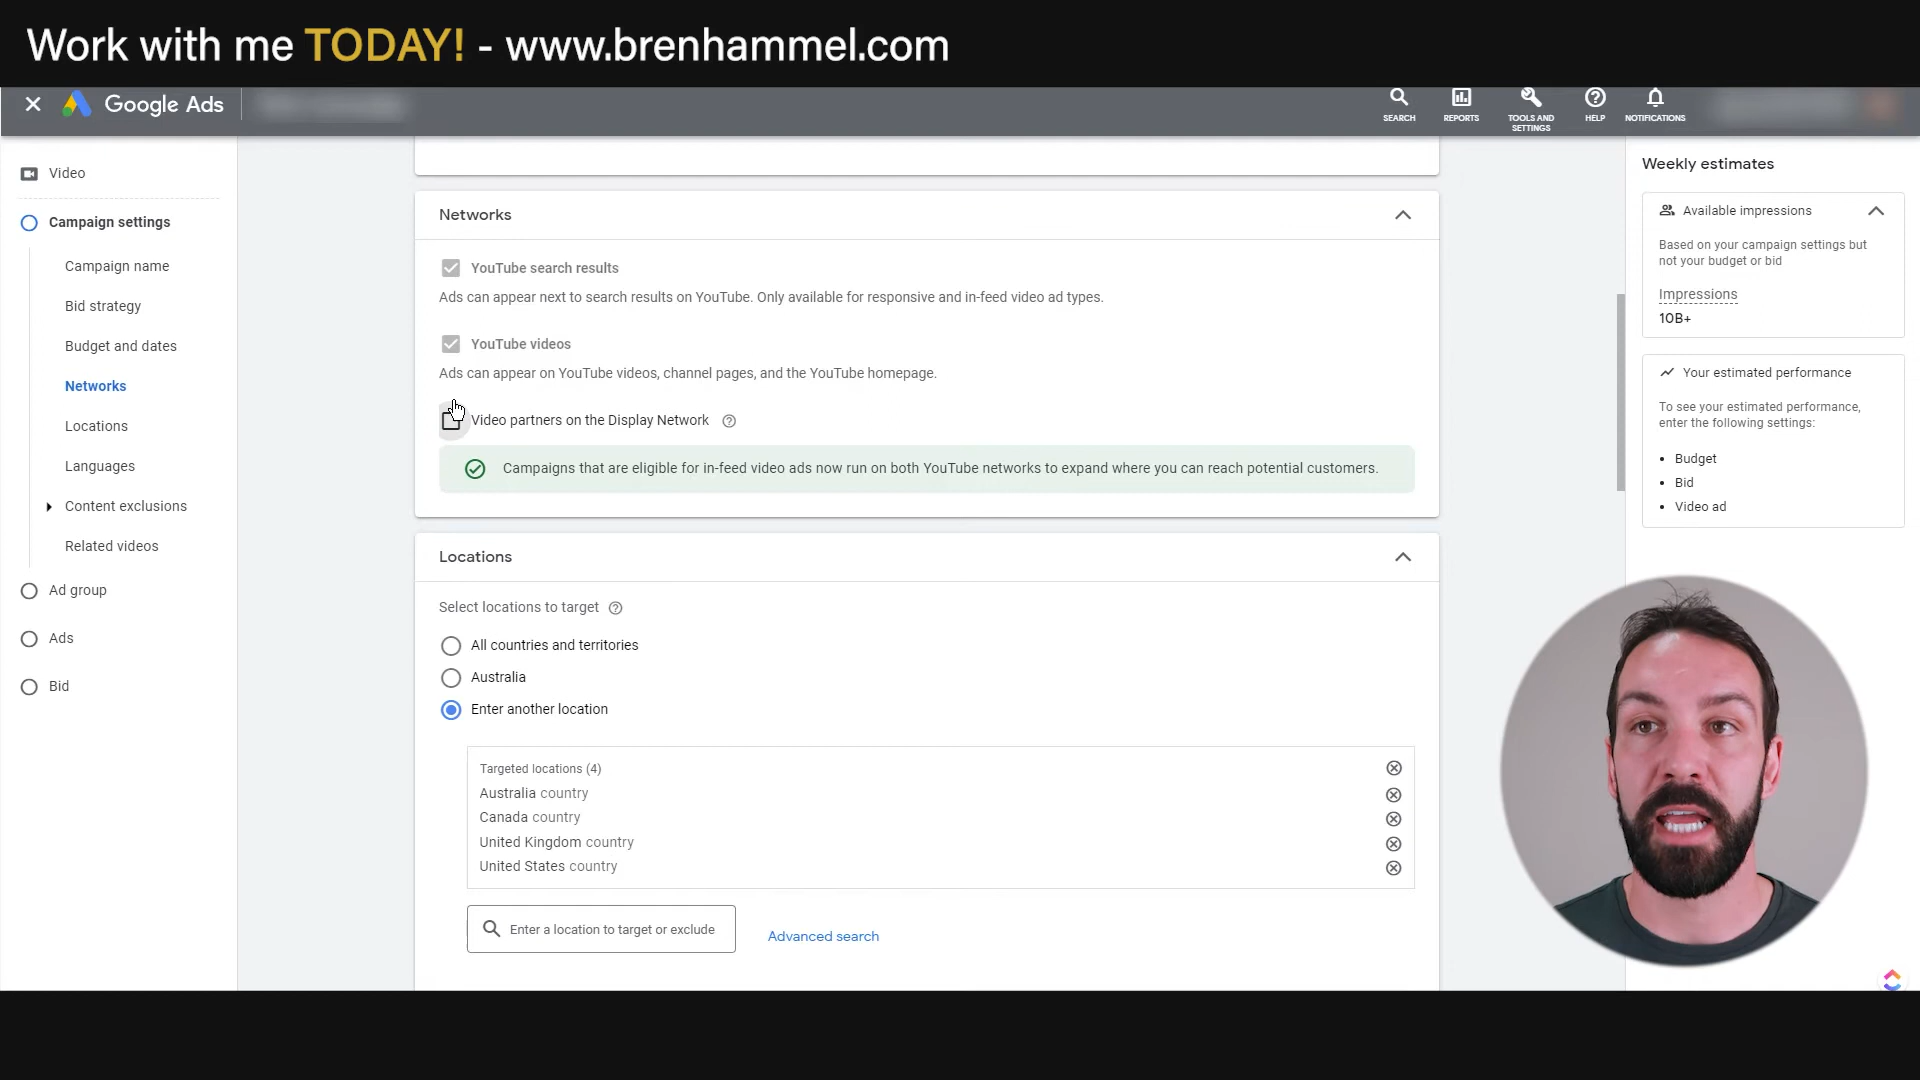 Work with me TODAY! - www.brenhammel.com
Google Ads
SEARCH
REPORTS
TOOLS AND SETTINGS
HELP
NOTIFICATIONS
Video
Campaign settings
Campaign name
Bid strategy
Budget and dates
Networks
Locations
Languages
Content exclusions
Related videos
Ad group
Ads
Bid
Networks
YouTube search results
Ads can appear next to search results on YouTube. Only available for responsive and in-feed video ad types.
YouTube videos
Ads can appear on YouTube videos, channel pages, and the YouTube homepage.
Video partners on the Display Network
Campaigns that are eligible for in-feed video ads now run on both YouTube networks to expand where you can reach potential customers.
Locations
Select locations to target
All countries and territories
Australia
Enter another location
Targeted locations (4)
Australia country
Canada country
United Kingdom country
United States country
Enter a location to target or exclude
Advanced search
Weekly estimates
Available impressions
Based on your campaign settings but
not your budget or bid
Impressions
10B+
Your estimated performance
To see your estimated performance,
enter the following settings:
• Budget
• Bid
• Video ad